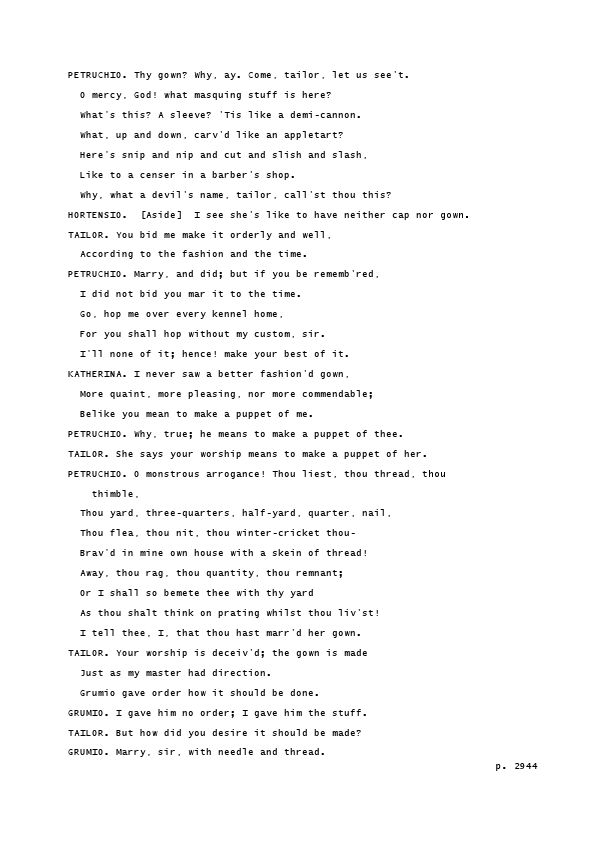 PETRUCHIO. Thy gown? Why, ay. Come, tailor, let us see't.
O mercy, God! what masquing stuff is here?
What's this? A sleeve? 'Tis like a demi-cannon.
What, up and down, carv'd like an appletart?
Here's snip and nip and cut and slish and slash,
Like to a censer in a barber's shop.
Why, what a devil's name, tailor, call'st thou this?
HORTENSIO.  [Aside]  I see she's like to have neither cap nor gown.
TAILOR. You bid me make it orderly and well,
According to the fashion and the time.
PETRUCHIO. Marry, and did; but if you be rememb'red,
I did not bid you mar it to the time.
Go, hop me over every kennel home,
For you shall hop without my custom, sir.
I'll none of it; hence! make your best of it.
KATHERINA. I never saw a better fashion'd gown,
More quaint, more pleasing, nor more commendable;
Belike you mean to make a puppet of me.
PETRUCHIO. Why, true; he means to make a puppet of thee.
TAILOR. She says your worship means to make a puppet of her.
PETRUCHIO. O monstrous arrogance! Thou liest, thou thread, thou
thimble,
Thou yard, three-quarters, half-yard, quarter, nail,
Thou flea, thou nit, thou winter-cricket thou-
Brav'd in mine own house with a skein of thread!
Away, thou rag, thou quantity, thou remnant;
Or I shall so bemete thee with thy yard
As thou shalt think on prating whilst thou liv'st!
I tell thee, I, that thou hast marr'd her gown.
TAILOR. Your worship is deceiv'd; the gown is made
Just as my master had direction.
Grumio gave order how it should be done.
GRUMIO. I gave him no order; I gave him the stuff.
TAILOR. But how did you desire it should be made?
GRUMIO. Marry, sir, with needle and thread.
p. 2944